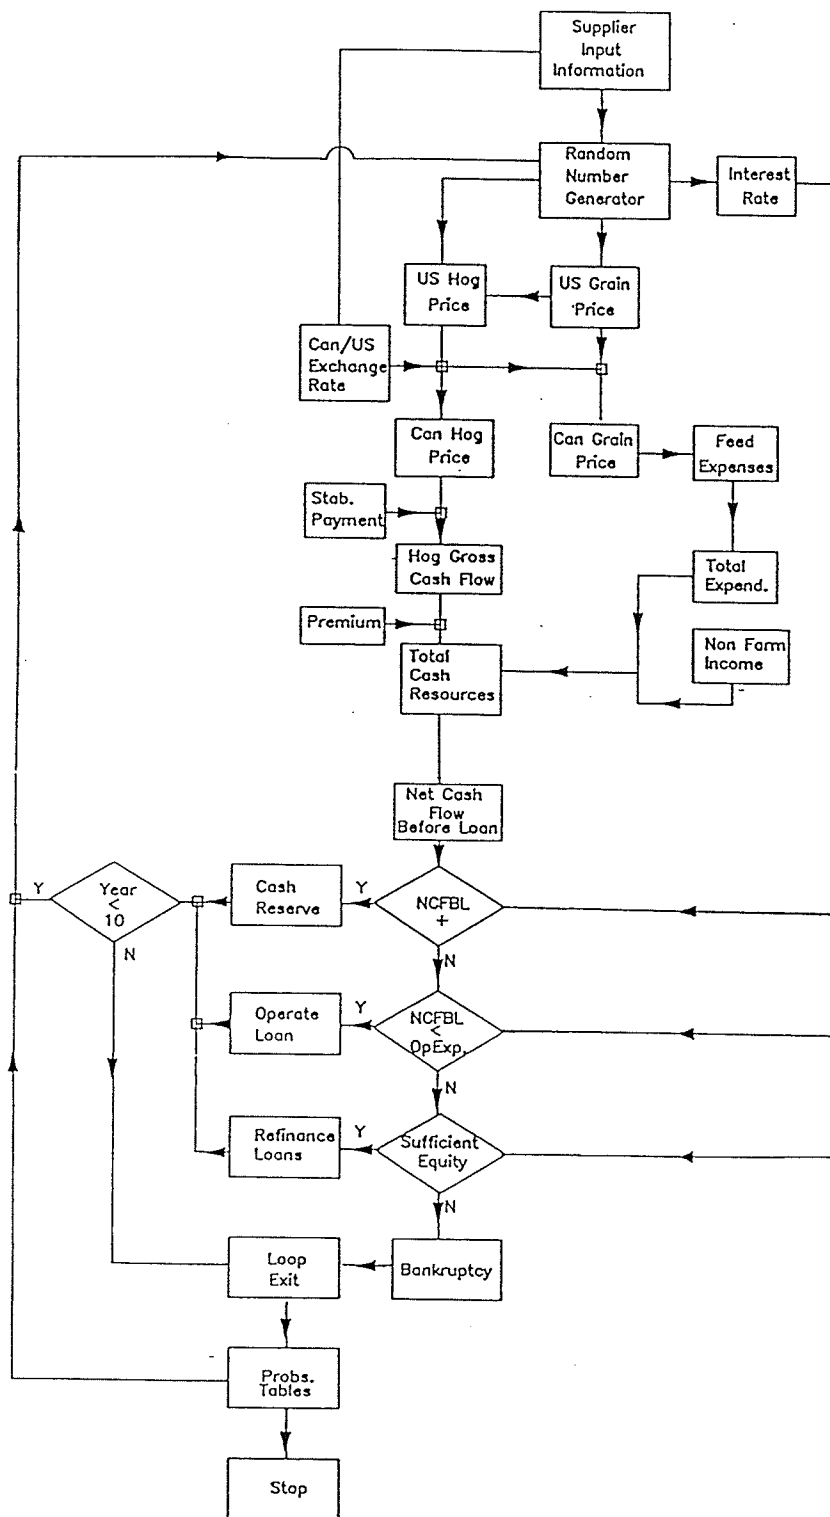 Supplier
Input
Information
Random
Number
Generator
Interest
Rate
US Hog
Price
US Grain
Price
Can/US
Exchange
Rate
Can Hog
Price
Can Grain
Price
Feed
Expenses
Stab.
Payment
Hog Gross
Cash Flow
Total
Expend.
Premium
Total
Cash
Resources
Non Farm
Income
Net Cash
Flow
Before Loan
Y
Year
<
10
N
Cash
Reserve
Y
NCFBL
+
N
Operate
Loan
Y
NCFBL
<
OpExp.
N
Refinance
Loans
Y
Sufficient
Equity
N
Loop
Exit
Bankruptcy
Probs.
Tables
Stop